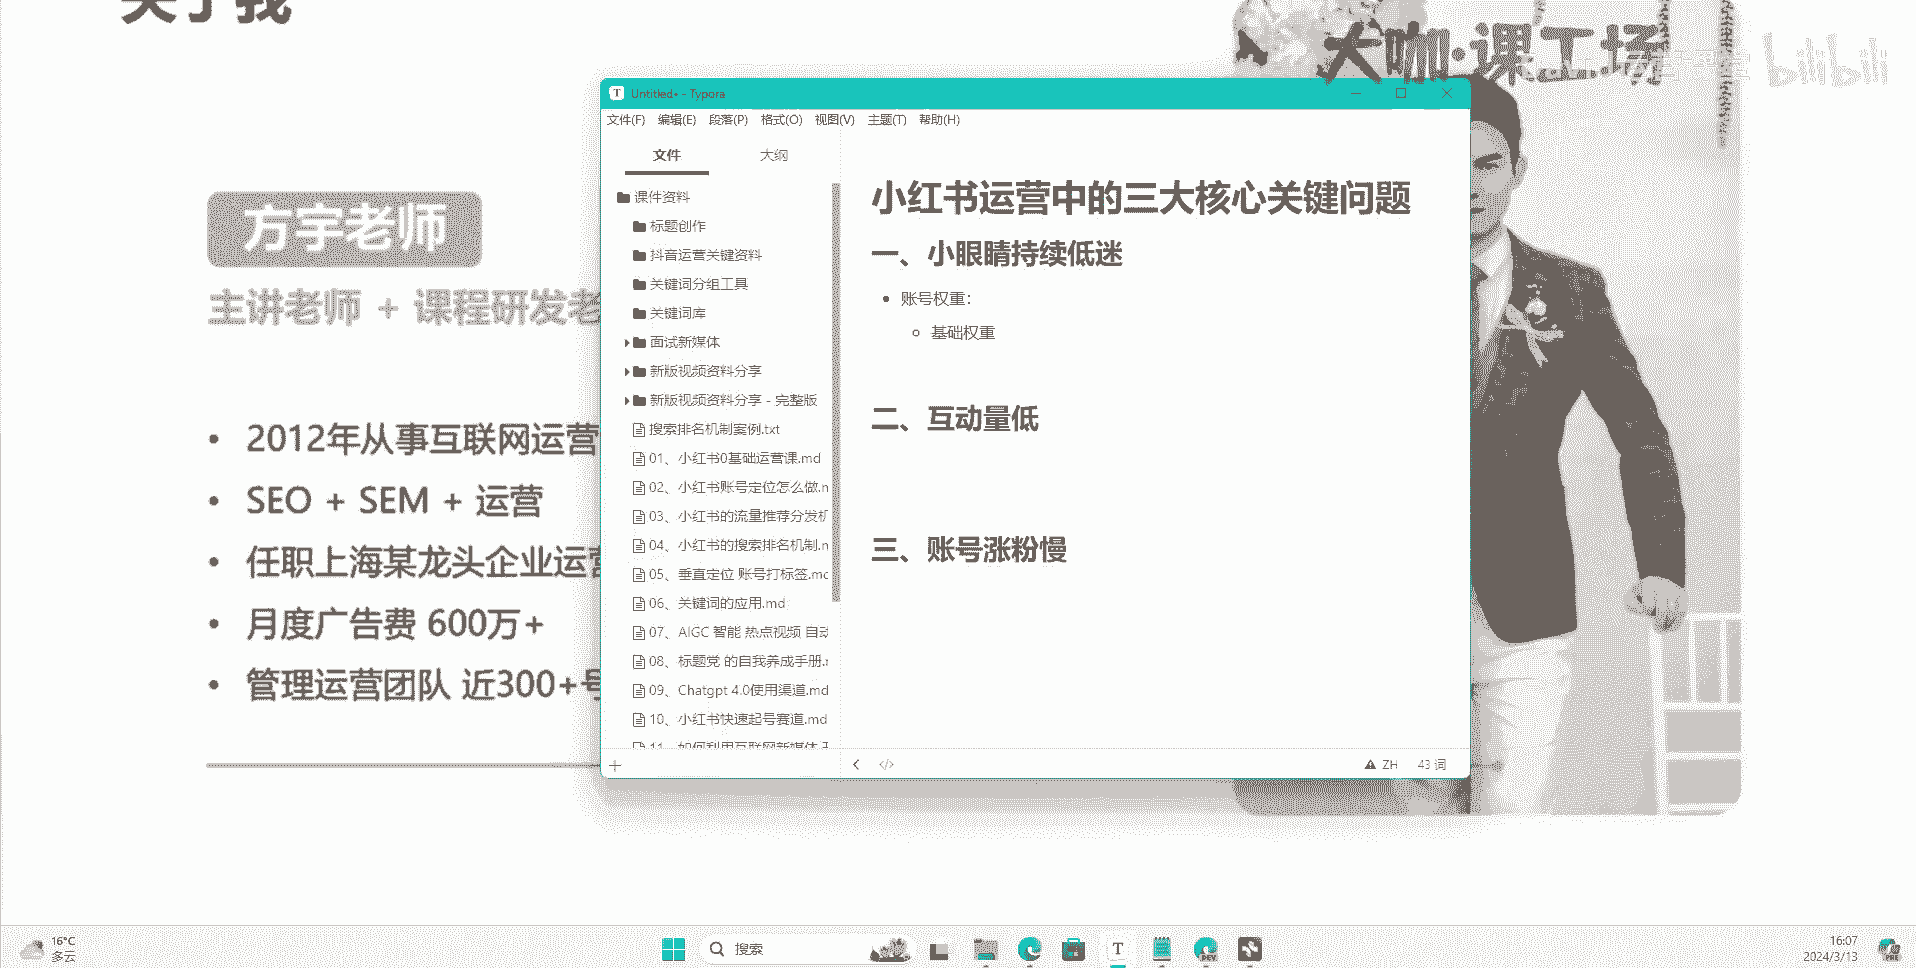 关于我
大咖·课工场
bilibili
方宇老师
主讲老师 + 课程研发老
• 2012年从事互联网运营
• SEO + SEM + 运营
• 任职上海某龙头企业运营
• 月度广告费 600万+
• 管理运营团队 近300+号
Untitled• - Typora
文件(F) 编辑(E) 段落(P) 格式(O) 视图(V) 主题(T) 帮助(H)
文件 大纲
课件资料
标题创作
抖音运营关键资料
关键词分组工具
关键词库
面试新媒体
新版视频资料分享
新版视频资料分享 - 完整版
搜索排名机制案例.txt
01、小红书0基础运营课.md
02、小红书账号定位怎么做.n
03、小红书的流量推荐分发机
04、小红书的搜索排名机制.n
05、垂直定位 账号打标签.mc
06、关键词的应用.md
07、AIGC 智能 热点视频 自动
08、标题党 的自我养成手册.r
09、Chatgpt 4.0使用渠道.md
10、小红书快速起号赛道.md
11、如何利用互联网新媒体
小红书运营中的三大核心关键问题
一、小眼睛持续低迷
• 账号权重：
基础权重
二、互动量低
三、账号涨粉慢
ZH 43 词
16°C
多云
搜索
16:07
2024/3/13